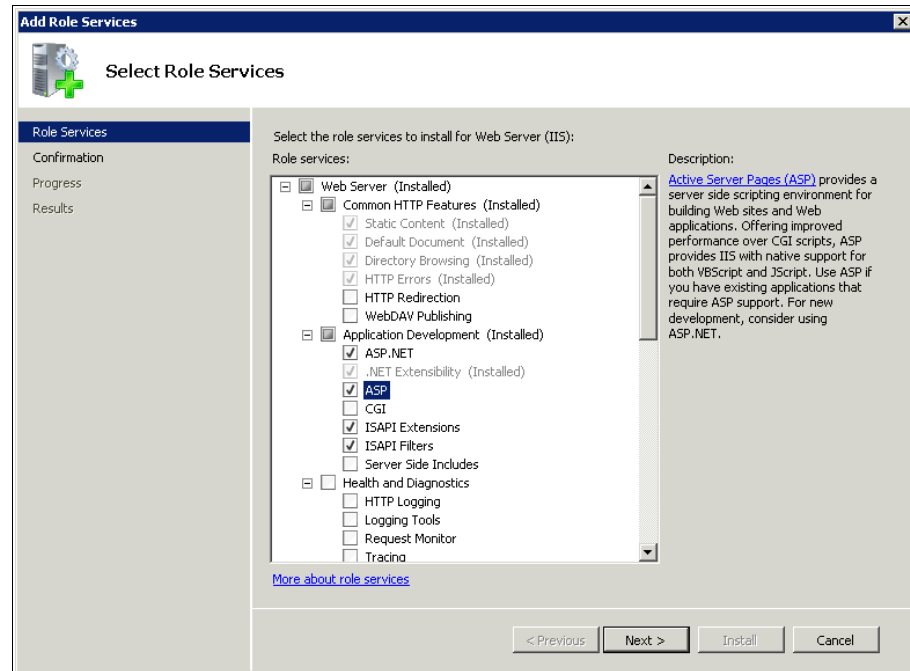 Add Role Services
Select Role Services
Role Services
Confirmation
Progress
Results
Select the role services to install for Web Server (IIS):
Role services:
Web Server (Installed)
Common HTTP Features (Installed)
Static Content (Installed)
Default Document (Installed)
Directory Browsing (Installed)
HTTP Errors (Installed)
HTTP Redirection
WebDAV Publishing
Application Development (Installed)
ASP.NET
.NET Extensibility (Installed)
ASP
CGI
ISAPI Extensions
ISAPI Filters
Server Side Includes
Health and Diagnostics
HTTP Logging
Logging Tools
Request Monitor
Tracing
More about role services
Description:
Active Server Pages (ASP) provides a
server side scripting environment for
building Web sites and Web
applications. Offering improved
performance over CGI scripts, ASP
provides IIS with native support for
both VBScript and JScript. Use ASP if
you have existing applications that
require ASP support. For new
development, consider using
ASP.NET.
< Previous
Next >
Install
Cancel